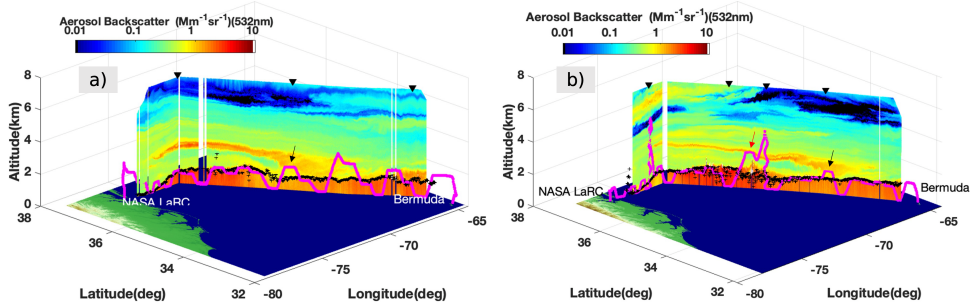 Aerosol Backscatter (Mm⁻¹sr⁻¹)(532nm)
0.01 0.1 1 10
a)
8
6
4
2
0
Altitude(km)
NASA LaRC
Bermuda
38
36
34
32
Latitude(deg)
-80
-75
-70
-65
Longitude(deg)
Aerosol Backscatter (Mm⁻¹sr⁻¹)(532nm)
0.01 0.1 1 10
b)
8
6
4
2
0
Altitude(km)
NASA LaRC
Bermuda
38
36
34
32
Latitude(deg)
-80
-75
-70
-65
Longitude(deg)